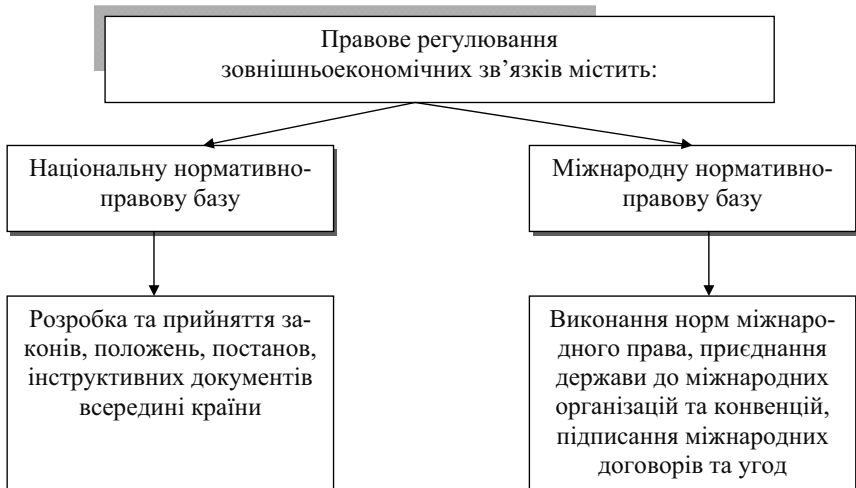 Правове регулювання
зовнішньоекономічних зв’язків містить:
Національну нормативно-
правову базу
Міжнародну нормативно-
правову базу
Розробка та прийняття за-
конів, положень, постанов,
інструктивних документів
всередині країни
Виконання норм міжнаро-
дного права, приєднання
держави до міжнародних
організацій та конвенцій,
підписання міжнародних
договорів та угод